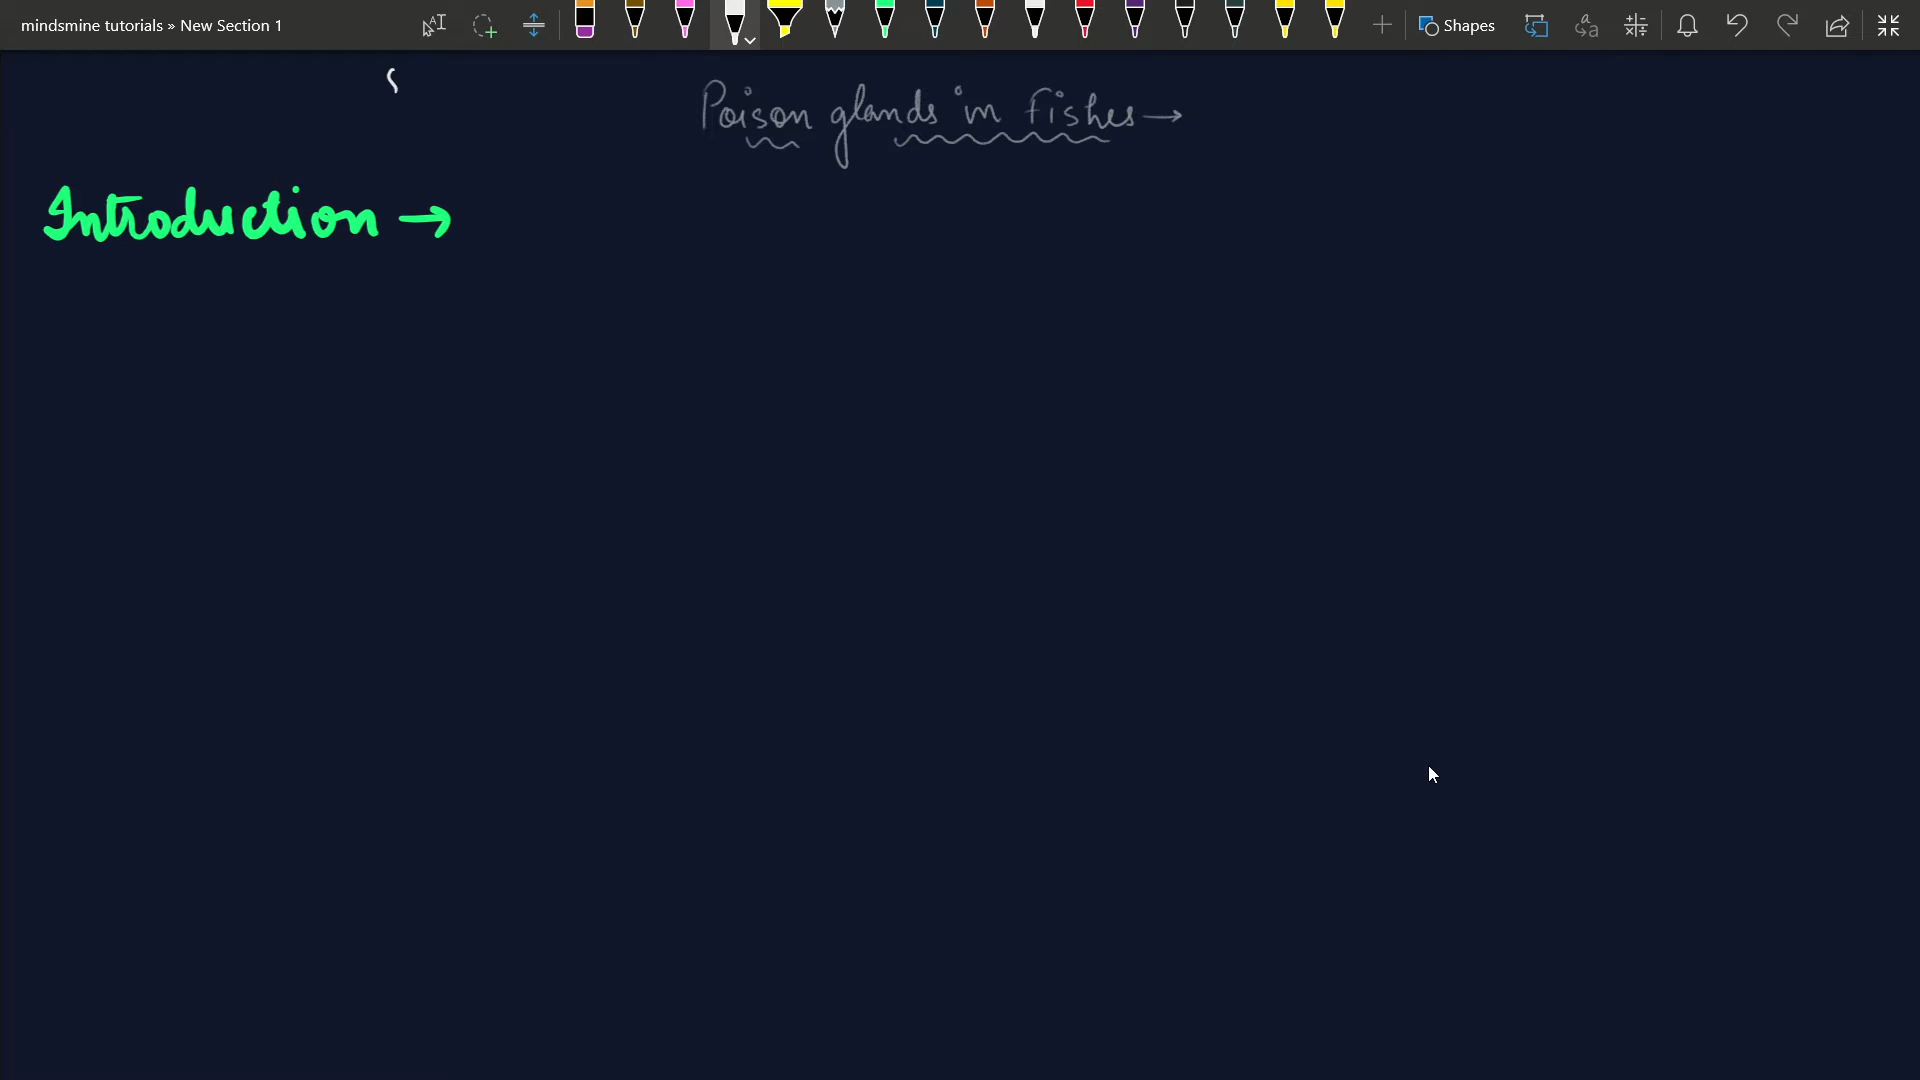 mindsmine tutorials » New Section 1
Shapes
Poison glands in fishes →
Introduction →